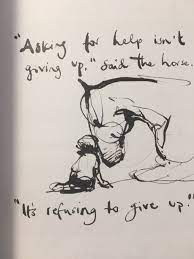 "Asking for help isn't
giving up," said the horse.
"It's refusing to give up."